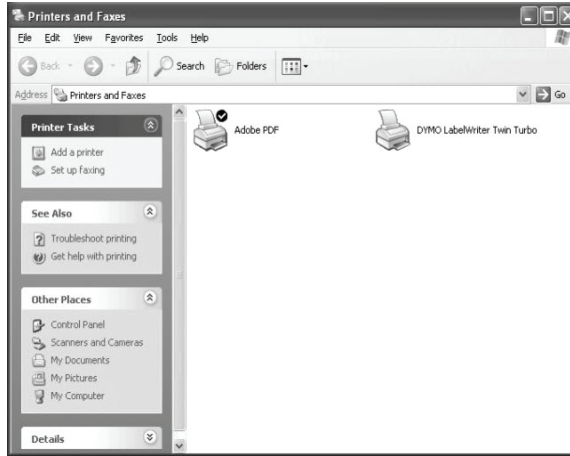 Printers and Faxes
File Edit View Favorites Tools Help
Back Search Folders
Address Printers and Faxes Go
Printer Tasks
Add a printer
Set up faxing
See Also
Troubleshoot printing
Get help with printing
Other Places
Control Panel
Scanners and Cameras
My Documents
My Pictures
My Computer
Details
Adobe PDF
DYMO LabelWriter Twin Turbo